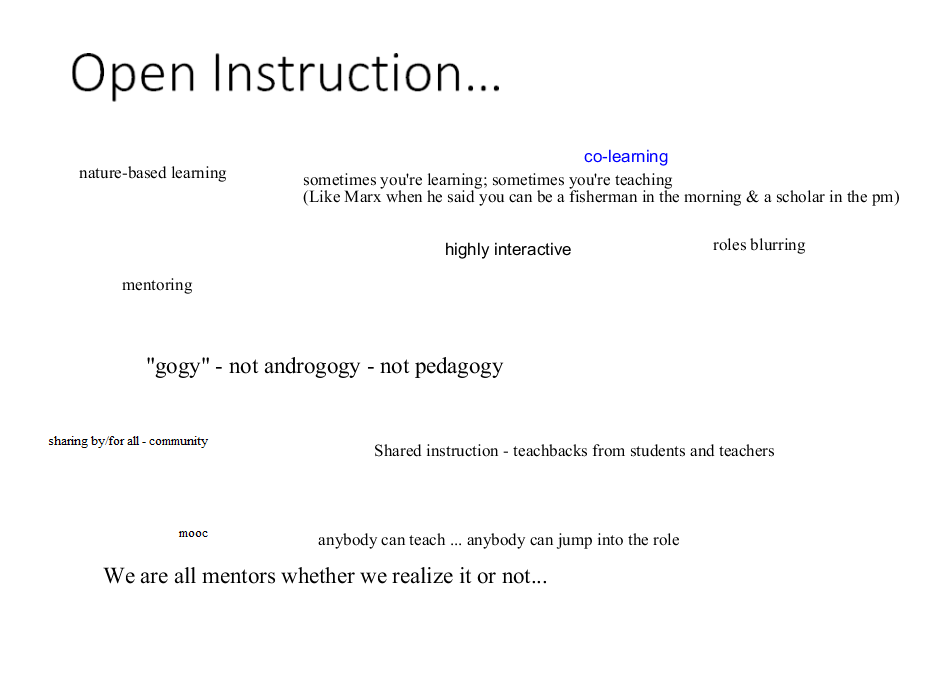 Open Instruction...
co-learning
nature-based learning
sometimes you're learning; sometimes you're teaching
(Like Marx when he said you can be a fisherman in the morning & a scholar in the pm)
highly interactive
roles blurring
mentoring
"gogy" - not androgogy - not pedagogy
sharing by/for all - community
Shared instruction - teachbacks from students and teachers
mooc
anybody can teach ... anybody can jump into the role
We are all mentors whether we realize it or not...